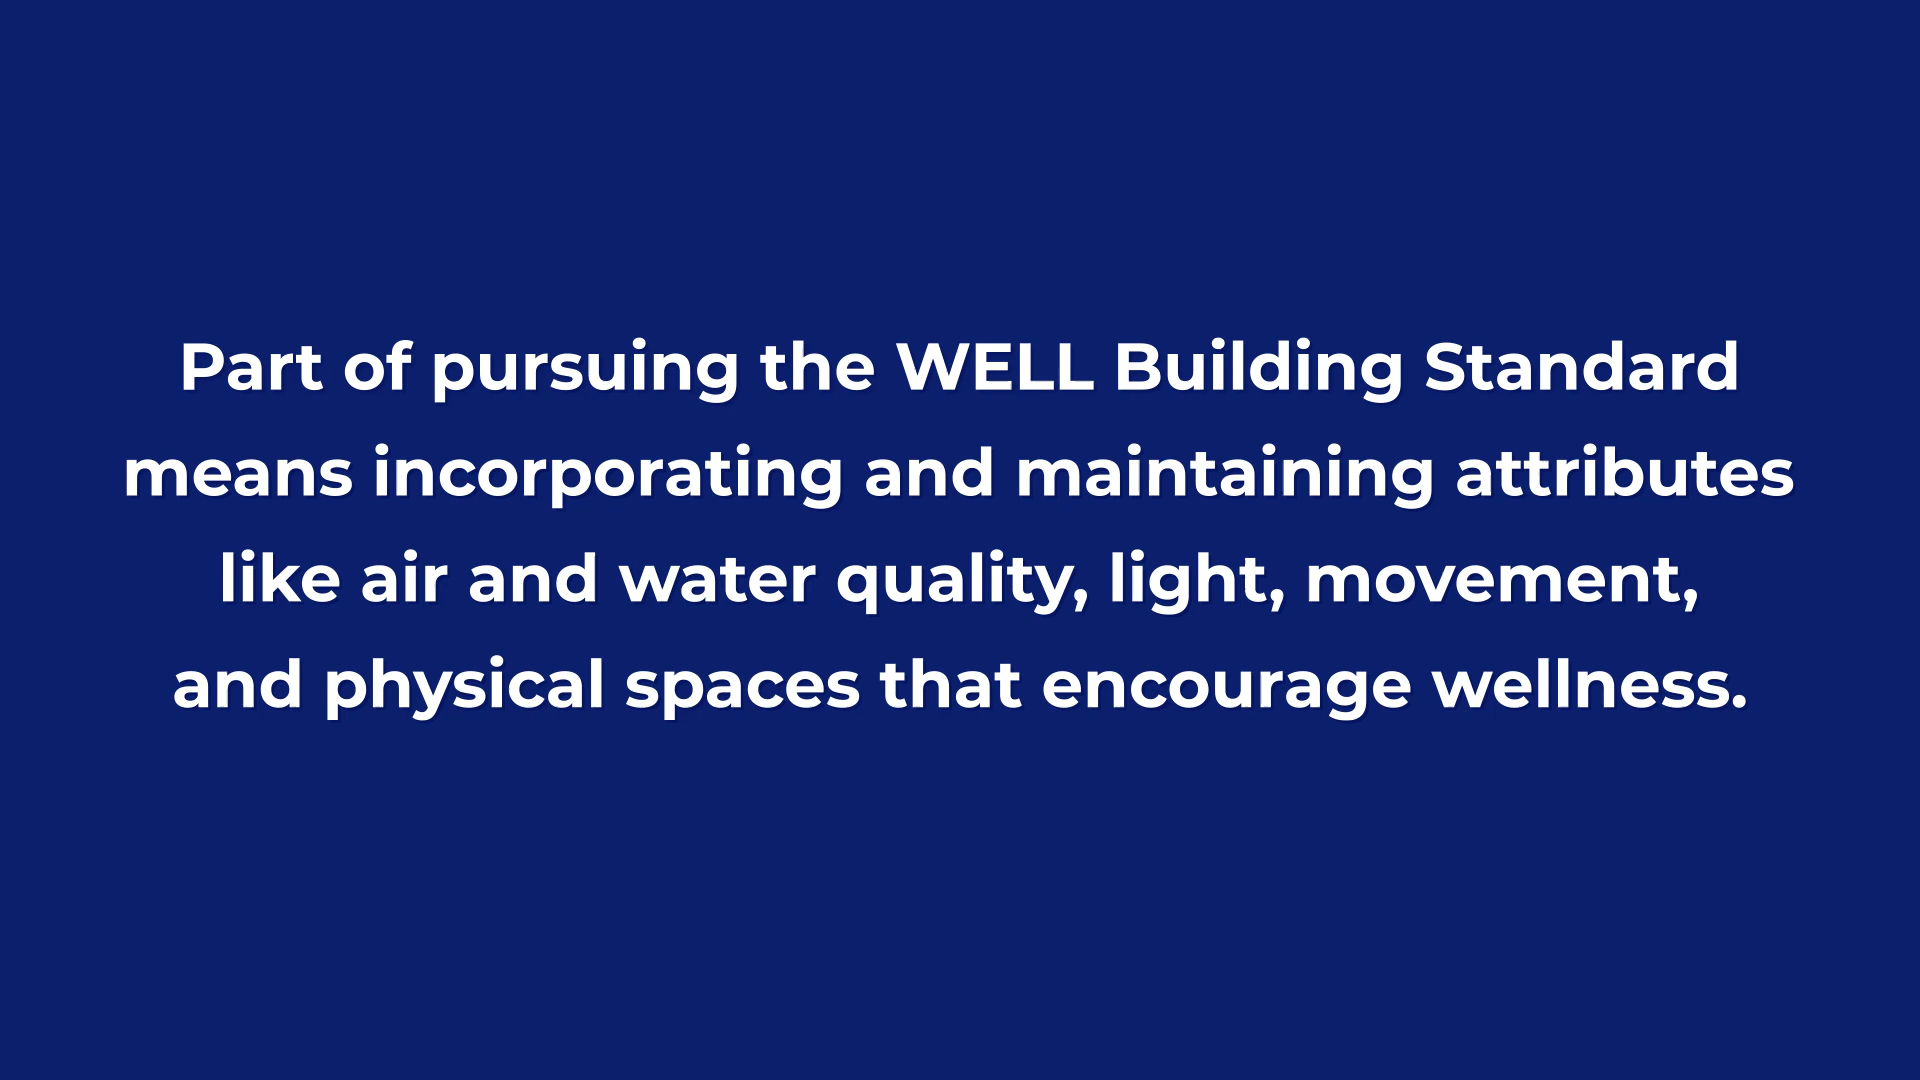 Part of pursuing the WELL Building Standard
means incorporating and maintaining attributes
like air and water quality, light, movement,
and physical spaces that encourage wellness.